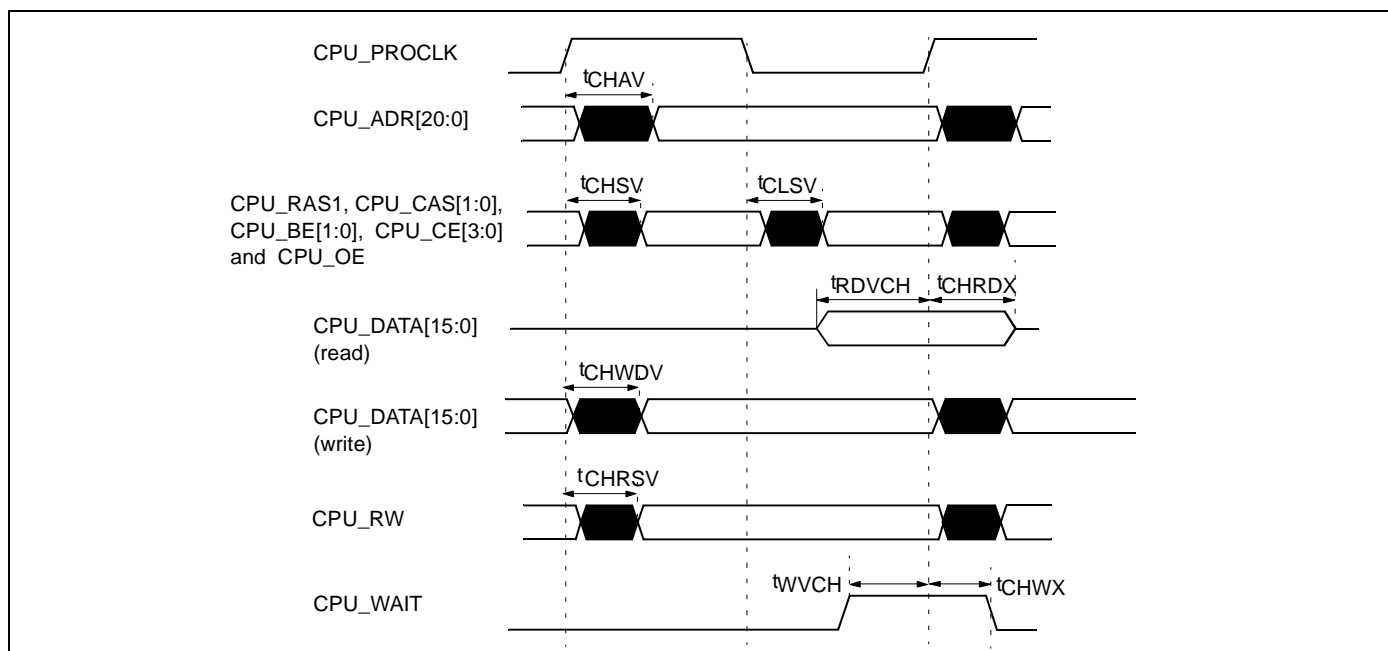 CPU_PROCLK
tCHAV
CPU_ADR[20:0]
tCHSV
tCLSV
CPU_RAS1, CPU_CAS[1:0],
CPU_BE[1:0], CPU_CE[3:0]
and CPU_OE
tRDVCH
tCHRDX
CPU_DATA[15:0]
(read)
tCHWDV
CPU_DATA[15:0]
(write)
tCHRSV
CPU_RW
tWVCH
tCHWX
CPU_WAIT